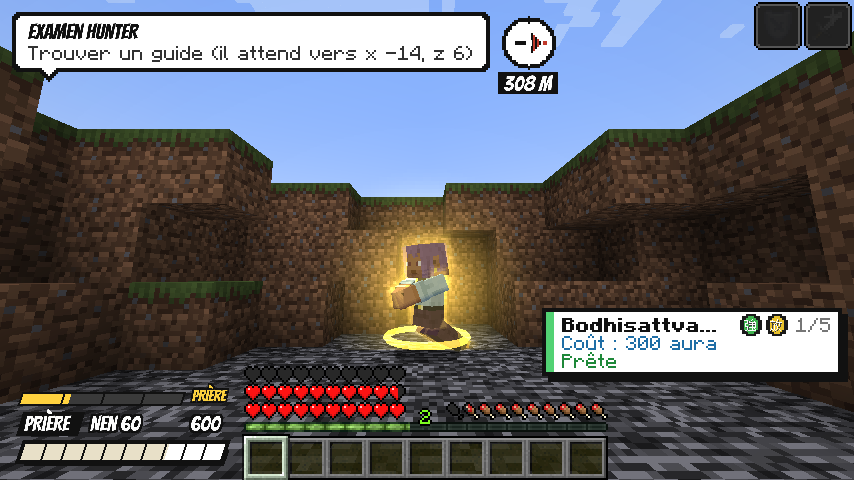 EXAMEN HUNTER
Trouver un guide (il attend vers x -14, z 6)
308 M
Bodhisattva... 1/5
Coût : 300 aura
Prête
PRIÈRE
PRIÈRE NEN 60 600
2